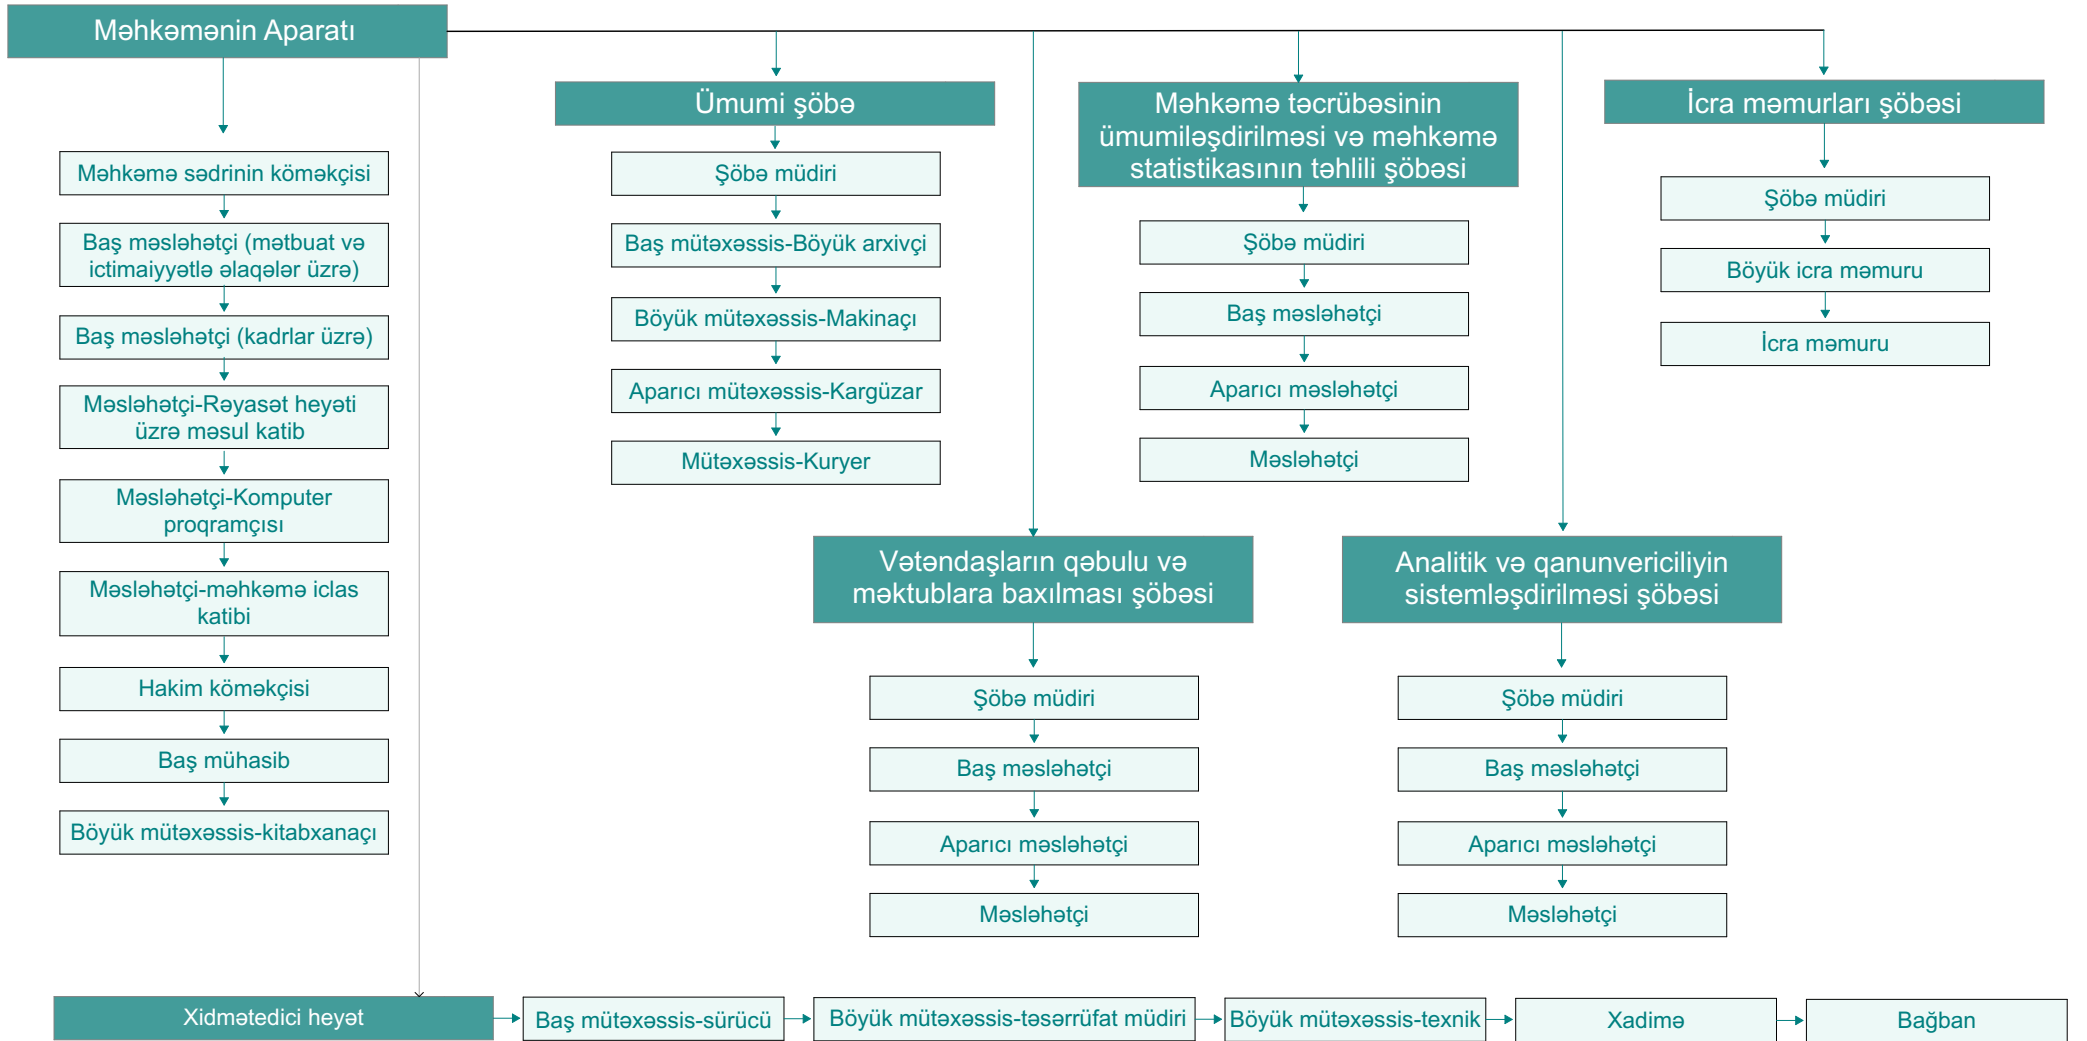 Məhkəmənin Aparatı
Məhkəmə sədrinin köməkçisi
Baş məsləhətçi (mətbuat və
ictimaiyyətlə əlaqələr üzrə)
Baş məsləhətçi (kadrlar üzrə)
Məsləhətçi-Rəyasət heyəti
üzrə məsul katib
Məsləhətçi-Komputer
proqramçısı
Məsləhətçi-məhkəmə iclas
katibi
Hakim köməkçisi
Baş mühasib
Böyük mütəxəssis-kitabxanaçı
Ümumi şöbə
Şöbə müdiri
Baş mütəxəssis-Böyük arxivçi
Böyük mütəxəssis-Makinaçı
Aparıcı mütəxəssis-Kargüzar
Mütəxəssis-Kuryer
Məhkəmə təcrübəsinin
ümumiləşdirilməsi və məhkəmə
statistikasının təhlili şöbəsi
Şöbə müdiri
Baş məsləhətçi
Aparıcı məsləhətçi
Məsləhətçi
İcra məmurları şöbəsi
Şöbə müdiri
Böyük icra məmuru
İcra məmuru
Vətəndaşların qəbulu və
məktublara baxılması şöbəsi
Şöbə müdiri
Baş məsləhətçi
Aparıcı məsləhətçi
Məsləhətçi
Analitik və qanunvericiliyin
sistemləşdirilməsi şöbəsi
Şöbə müdiri
Baş məsləhətçi
Aparıcı məsləhətçi
Məsləhətçi
Xidmətedici heyət
Baş mütəxəssis-sürücü
Böyük mütəxəssis-təsərrüfat müdiri
Böyük mütəxəssis-texnik
Xadimə
Bağban